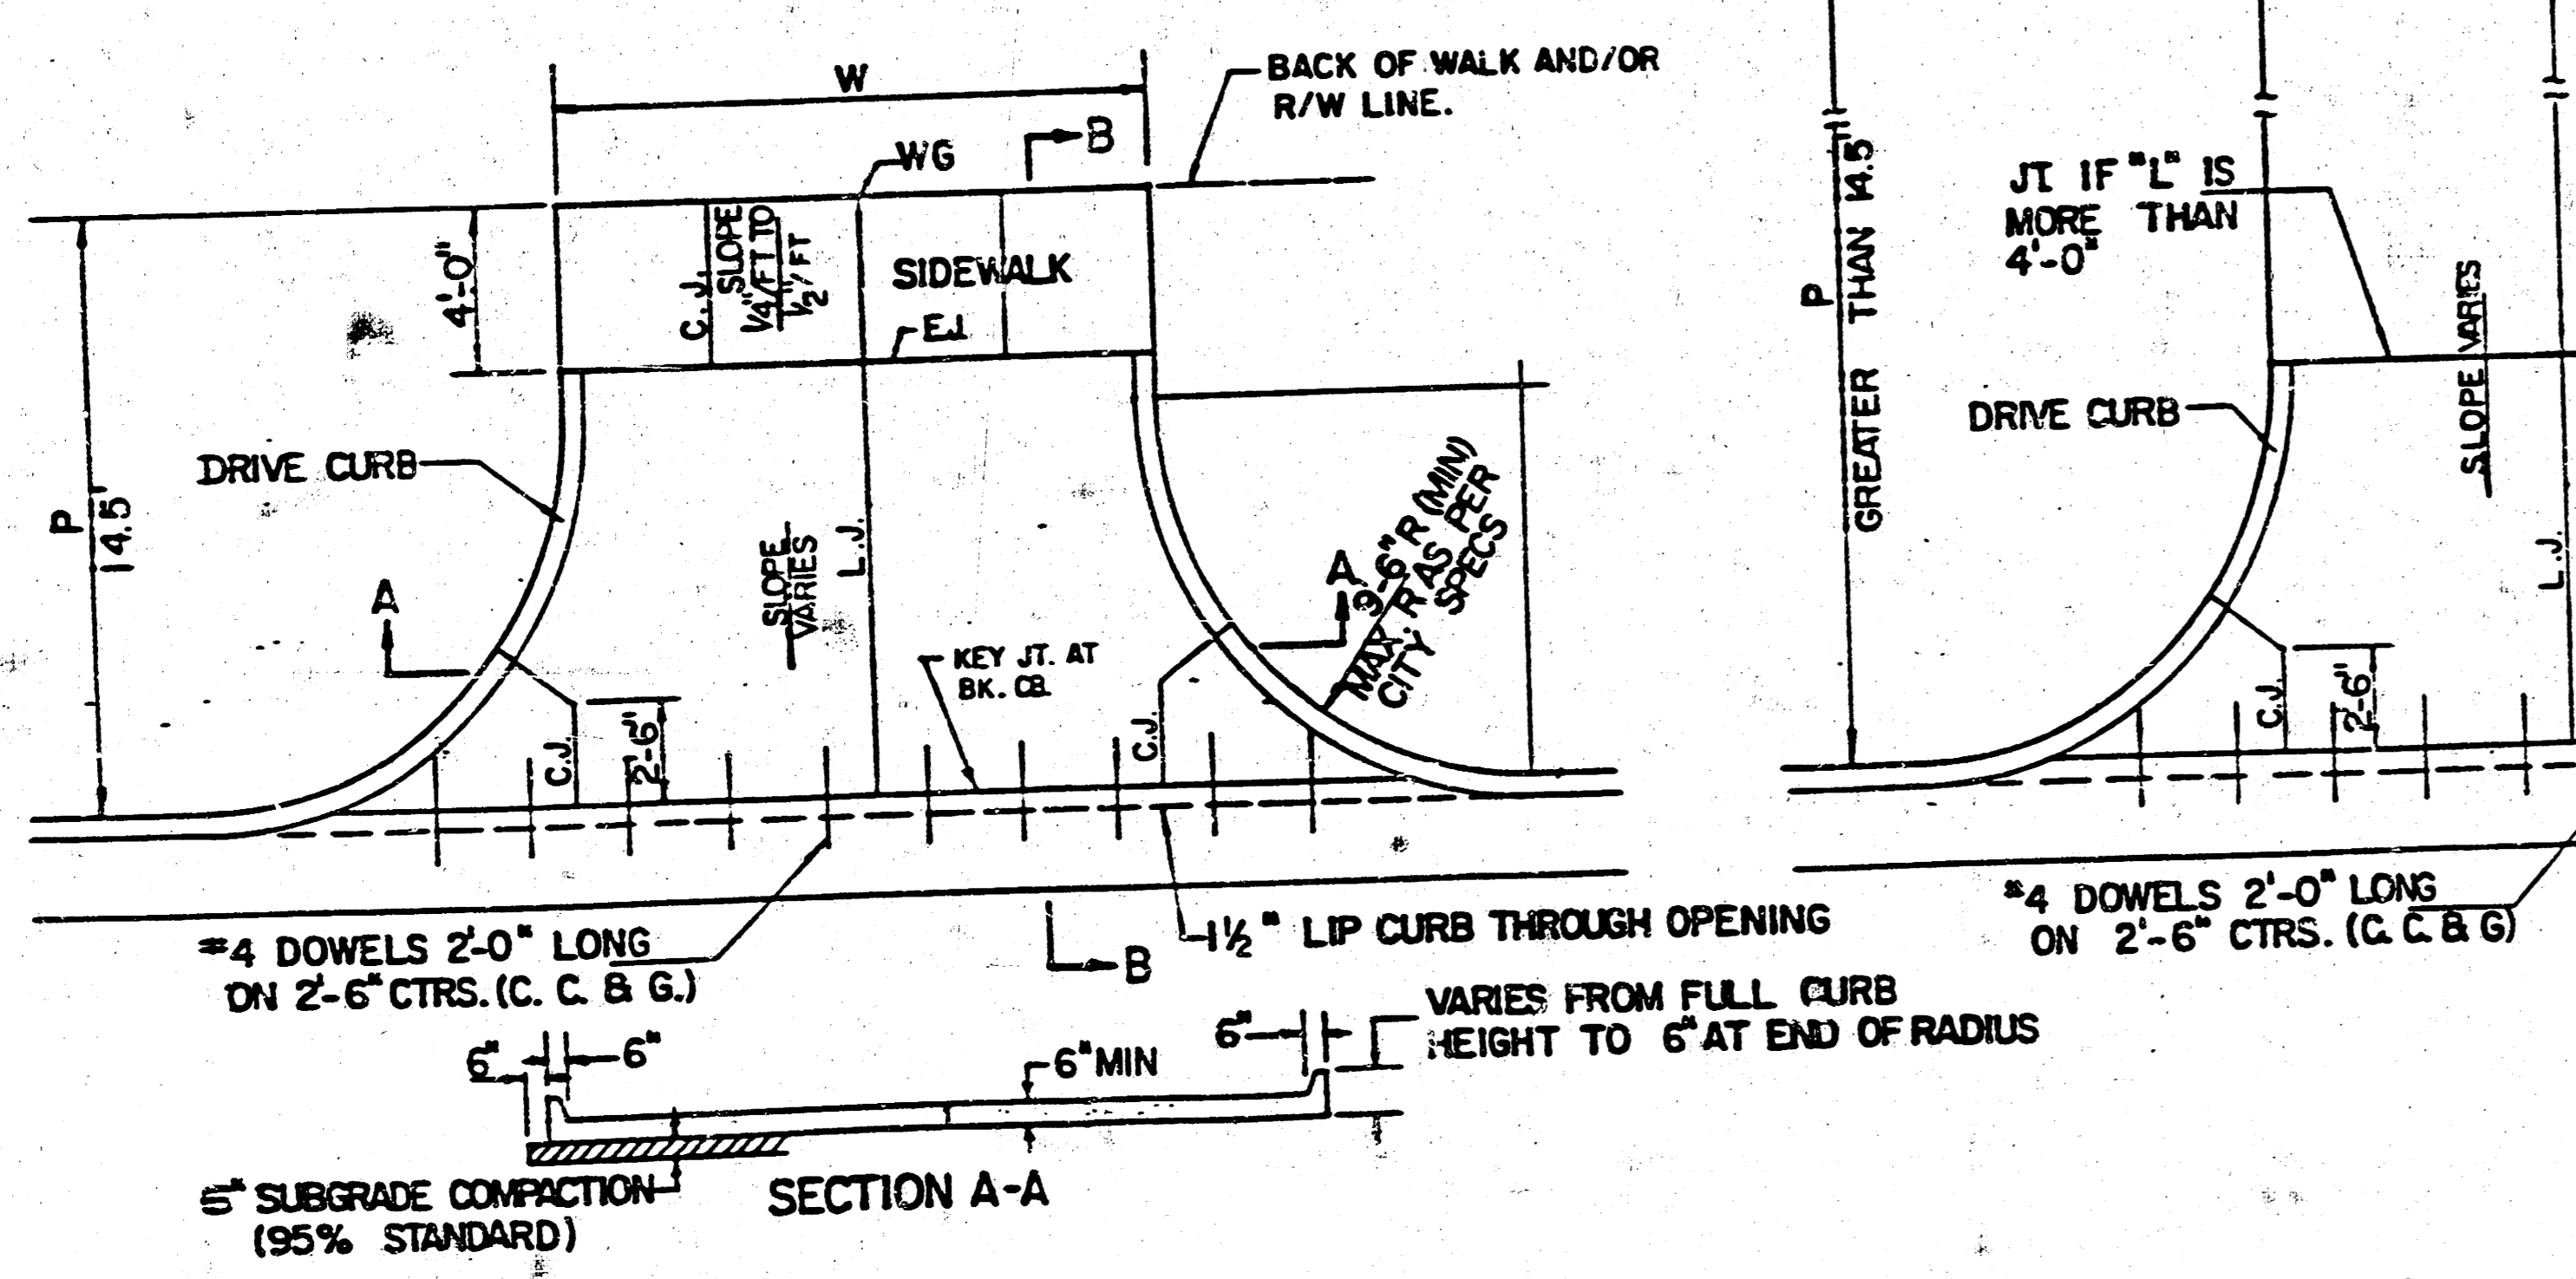 W
BACK OF WALK AND/OR
R/W LINE.
B
WG
4'-0"
C.J.
SLOPE
1/4"/FT TO
1/2"/FT
SIDEWALK
E.J.
DRIVE CURB
P
14.5'
A
SLOPE
VARIES
L.J.
A
9'-6" R (MIN)
MAX. R AS PER
CITY SPECS
KEY JT. AT
BK. CB.
C.J.
2'-6"
C.J.
#4 DOWELS 2'-0" LONG
ON 2'-6" CTRS. (C. C. & G.)
B
1 1/2" LIP CURB THROUGH OPENING
P
GREATER THAN 14.5'
JT. IF "L" IS
MORE THAN
4'-0"
SLOPE VARIES
DRIVE CURB
L.J.
C.J.
2'-6"
#4 DOWELS 2'-0" LONG
ON 2'-6" CTRS. (C. C. & G)
6"
6"
6" MIN
6"
VARIES FROM FULL CURB
HEIGHT TO 6" AT END OF RADIUS
SUBGRADE COMPACTION
(95% STANDARD)
SECTION A-A